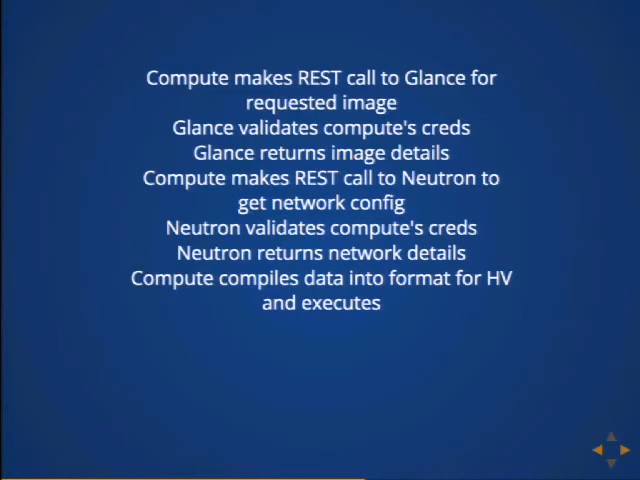 Compute makes REST call to Glance for
requested image
Glance validates compute's creds
Glance returns image details
Compute makes REST call to Neutron to
get network config
Neutron validates compute's creds
Neutron returns network details
Compute compiles data into format for HV
and executes